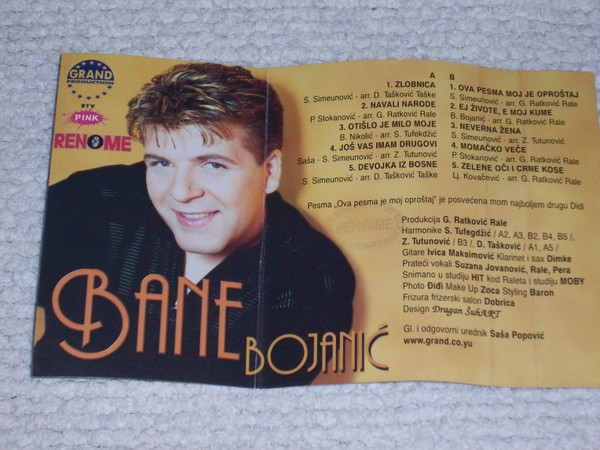 GRAND
PRODUCTION
RTV
PINK
RENOME
BANE
BOJANIĆ
A
1. ZLOBNICA
S. Simeunović - arr. D. Tašković Taške
2. NAVALI NARODE
P. Stokanović - arr. G. Ratković Rale
3. OTIŠLO JE MILO MOJE
B. Nikolić - arr. S. Tufekdžić
4. JOŠ VAS IMAM DRUGOVI
Saša - S. Simeunović - arr. Z. Tutunović
5. DEVOJKA IZ BOSNE
S. Simeunović - arr. D. Tašković Taške
B
1. OVA PESMA MOJ JE OPROŠTAJ
S. Simeunović - arr. G. Ratković Rale
2. EJ ŽIVOTE, E MOJ KUME
B. Bojanić - arr. G. Ratković Rale
3. NEVERNA ŽENA
S. Simeunović - arr. Z. Tutunović
4. MOMAČKO VEČE
P. Stokanović - arr. G. Ratković Rale
5. ZELENE OČI I CRNE KOSE
Lj. Kovačević - arr. G. Ratković Rale
Pesma „Ova pesma je moj oproštaj" je posvećena mom najboljem drugu Didi
Produkcija G. Ratković Rale
Harmonike S. Tufegdžić / A2, A3, B2, B4, B5 /,
Z. Tutunović / B3 /, D. Tašković / A1, A5 /
Gitare Ivica Maksimović Klarinet i sax Dimke
Prateći vokali Suzana Jovanović, Rale, Pera
Snimano u studiju HIT kod Raleta i studiju MOBY
Photo Điđi Make Up Zoca Styling Baron
Frizura frizerski salon Dobrica
Design Dragan ŠukART
Gl. i odgovorni urednik Saša Popović
www.grand.co.yu